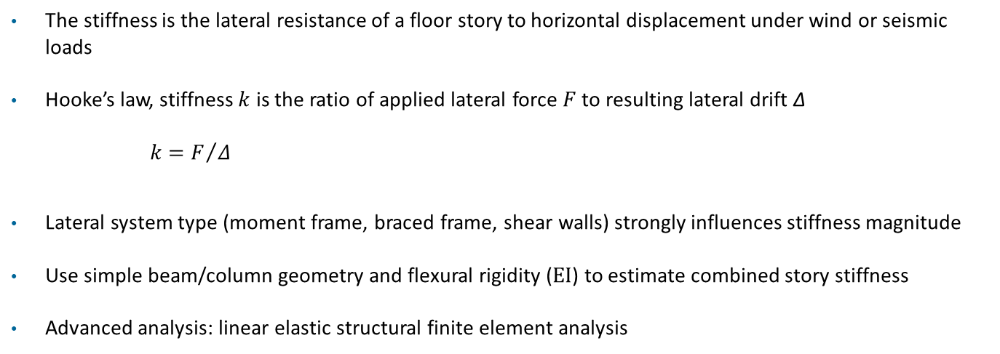 • The stiffness is the lateral resistance of a floor story to horizontal displacement under wind or seismic
loads
• Hooke’s law, stiffness k is the ratio of applied lateral force F to resulting lateral drift Δ
k = F/Δ
• Lateral system type (moment frame, braced frame, shear walls) strongly influences stiffness magnitude
• Use simple beam/column geometry and flexural rigidity (EI) to estimate combined story stiffness
• Advanced analysis: linear elastic structural finite element analysis